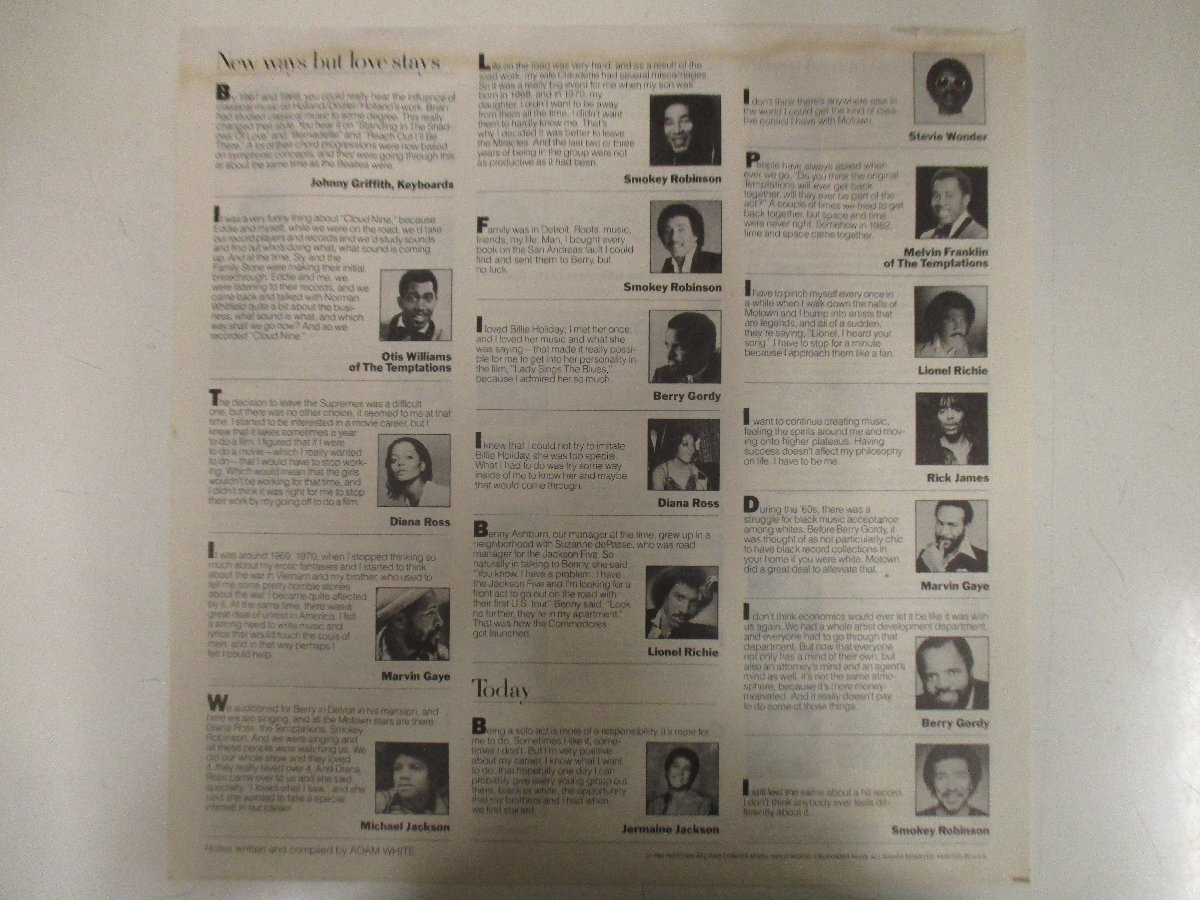 New ways but love stays
By 1967 and 1968, you could really hear the influence of
classical music on Holland-Dozier-Holland's work. Brian
had studied classical music to some degree. This really
changed their style. You hear it on "Standing In The Shad-
ows Of Love," and "Bernadette" and "Reach Out I'll Be
There." A lot of their chord progressions were now based
on symphonic concepts, and they were going through this
at about the same time as the Beatles were.
Johnny Griffith, Keyboards
It was a very funny thing about "Cloud Nine," because
Eddie and myself, while we were on the road, we'd take
our record players and records and we'd study sounds
and find out who's doing what, what sound is coming
up. And at the time, Sly and the
Family Stone were making their initial
breakthrough. Eddie and me, we
were listening to their records, and we
came back and talked with Norman
Whitfield quite a bit about the busi-
ness, what sound is what, and which
way shall we go now? And so we
recorded "Cloud Nine."
Otis Williams
of The Temptations
The decision to leave the Supremes was a difficult
one, but there was no other choice, it seemed to me at that
time. I started to be interested in a movie career, but I
knew that it takes sometimes a year
to do a film. I figured that if I were
to do a movie—which I really wanted
to do—that I would have to stop work-
ing. Which would mean that the girls
wouldn't be working for that time, and
I didn't think it was right for me to stop
their work by my going off to do a film.
Diana Ross
It was around 1969, 1970, when I stopped thinking so
much about my erotic fantasies and I started to think
about the war in Vietnam and my brother, who used to
tell me some pretty horrible stories
about the war. I became quite affected
by it. At the same time, there was a
great deal of unrest in America. I felt
a strong need to write music and
lyrics that would touch the souls of
men, and in that way perhaps I
felt I could help.
Marvin Gaye
We auditioned for Berry in Detroit in his mansion, and
here we are singing, and all the Motown stars are there:
Diana Ross, the Temptations, Smokey
Robinson. And we were singing and
all these people were watching us. We
did our whole show and they loved
it, they really loved over it. And Diana
Ross came over to us and she said
specially, "I loved what I saw," and she
said she wanted to take a special
interest in our career.
Michael Jackson
Notes written and compiled by ADAM WHITE
Life on the road was very hard, and as a result of the
road work, my wife Claudette had several miscarriages.
So it was a really big event for me when my son was
born in 1968, and in 1970, my
daughter. I didn't want to be away
from them all the time, I didn't want
them to hardly know me. That's
why I decided it was better to leave
the Miracles. And the last two or three
years of being in the group were not
as productive as it had been.
Smokey Robinson
Family was in Detroit. Roots, music,
friends, my life. Man, I bought every
book on the San Andreas fault I could
find and sent them to Berry, but
no luck.
Smokey Robinson
I loved Billie Holiday; I met her once
and I loved her music and what she
was saying—that made it really possi-
ble for me to get into her personality in
the film, "Lady Sings The Blues,"
because I admired her so much.
Berry Gordy
I knew that I could not try to imitate
Billie Holiday, she was too special.
What I had to do was try some way
inside of me to know her and maybe
that would come through.
Diana Ross
Benny Ashburn, our manager at the time, grew up in a
neighborhood with Suzanne dePasse, who was road
manager for the Jackson Five. So
naturally in talking to Benny, she said,
"You know, I have a problem: I have
the Jackson Five and I'm looking for a
front act to go out on the road with
their first U.S. tour." Benny said, "Look
no further, they're in my apartment."
That was how the Commodores
got launched.
Lionel Richie
Today
Being a solo act is more of a responsibility, it's more for
me to do. Sometimes I like it, some-
times I don't. But I'm very positive
about my career. I know what I want
to do: that hopefully one day I can
probably give every young group out
there, black or white, the opportunity
that my brothers and I had when
we first started.
Jermaine Jackson
I don't think there's anywhere else in
the world I could get the kind of crea-
tive control I have with Motown.
Stevie Wonder
People have always asked wher-
ever we go, "Do you think the original
Temptations will ever get back
together, will they ever be part of the
act?" A couple of times we tried to get
back together, but space and time
were never right. Somehow in 1982,
time and space came together.
Melvin Franklin
of The Temptations
I have to pinch myself every once in
a while when I walk down the halls of
Motown and I bump into artists that
are legends, and all of a sudden,
they're saying, "Lionel, I heard your
song." I have to stop for a minute
because I approach them like a fan.
Lionel Richie
I want to continue creating music,
feeling the spirits around me and mov-
ing onto higher plateaus. Having
success doesn't affect my philosophy
on life. I have to be me.
Rick James
During the '60s, there was a
struggle for black music acceptance
among whites. Before Berry Gordy, it
was thought of as not particularly chic
to have black record collections in
your home if you were white. Motown
did a great deal to alleviate that.
Marvin Gaye
I don't think economics would ever let it be like it was with
us again. We had a whole artist development department,
and everyone had to go through that
department. But now that everyone
not only has a mind of their own, but
also an attorney's mind and an agent's
mind as well, it's not the same atmo-
sphere, because it's more money-
motivated. And it really doesn't pay
to do some of those things.
Berry Gordy
I still feel the same about a hit record.
I don't think anybody ever feels dif-
ferently about it.
Smokey Robinson